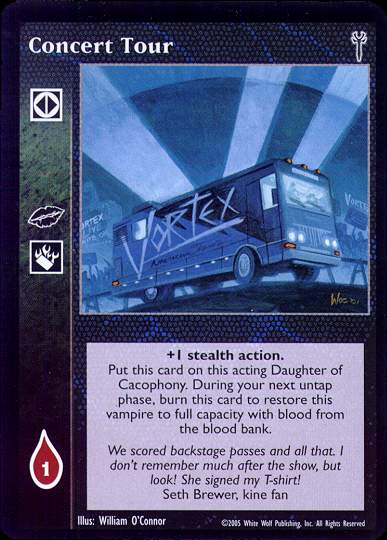 Concert Tour
VORTEX
VORTEX
LIVE
VORTEX
+1 stealth action.
Put this card on this acting Daughter of
Cacophony. During your next untap
phase, burn this card to restore this
vampire to full capacity with blood from
the blood bank.
We scored backstage passes and all that. I
don't remember much after the show, but
look! She signed my T-shirt!
Seth Brewer, kine fan
1
Illus: William O'Connor
©2005 White Wolf Publishing, Inc. All Rights Reserved